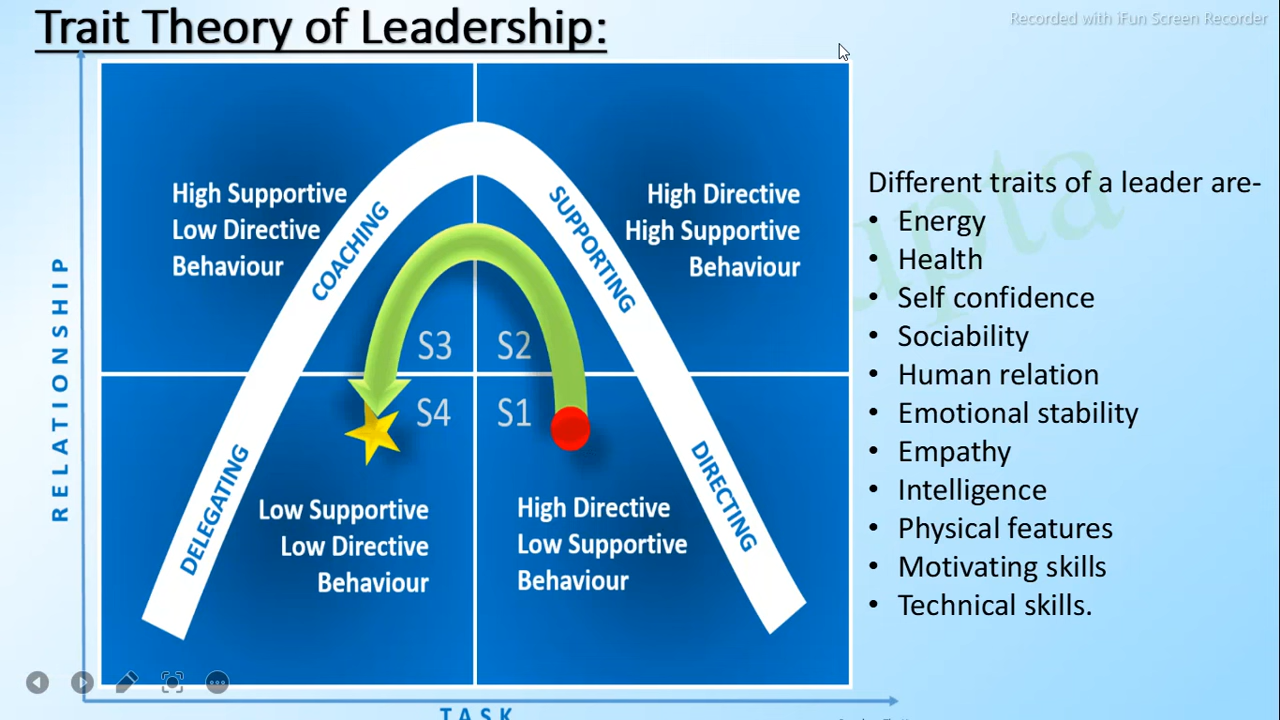 Trait Theory of Leadership:
Recorded with iFun Screen Recorder
RELATIONSHIP
High Supportive
Low Directive
Behaviour
COACHING
SUPPORTING
High Directive
High Supportive
Behaviour
S3
S2
S4
S1
DELEGATING
Low Supportive
Low Directive
Behaviour
High Directive
Low Supportive
Behaviour
DIRECTING
TASK
Different traits of a leader are-
• Energy
• Health
• Self confidence
• Sociability
• Human relation
• Emotional stability
• Empathy
• Intelligence
• Physical features
• Motivating skills
• Technical skills.